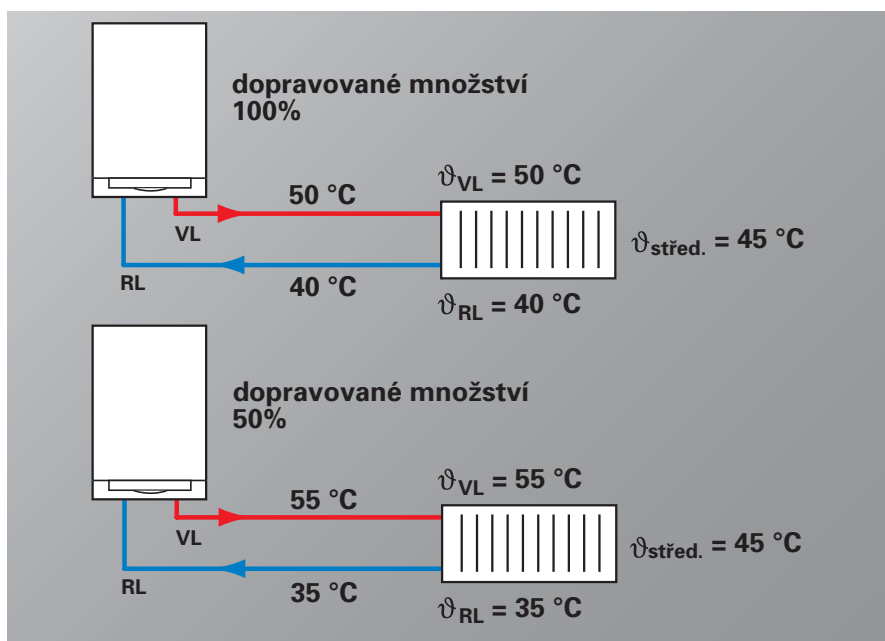 dopravované množství
100%
50 °C
ϑVL = 50 °C
VL
ϑstřed. = 45 °C
RL
40 °C
ϑRL = 40 °C
dopravované množství
50%
55 °C
ϑVL = 55 °C
VL
ϑstřed. = 45 °C
RL
35 °C
ϑRL = 35 °C